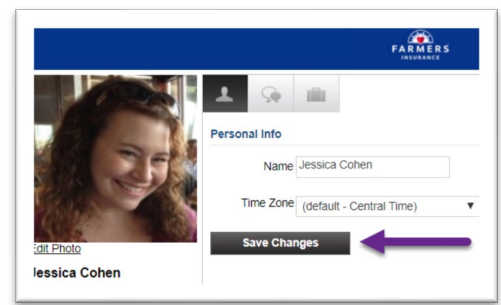 FARMERS
INSURANCE
Personal Info
Name Jessica Cohen
Time Zone (default - Central Time)
Save Changes
Edit Photo
Jessica Cohen